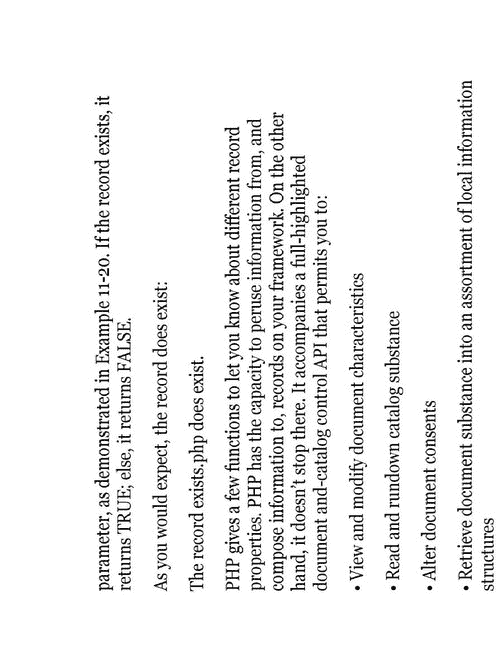 parameter, as demonstrated in Example 11-20. If the record exists, it
returns TRUE; else, it returns FALSE.
As you would expect, the record does exist:
The record exists.php does exist.
PHP gives a few functions to let you know about different record
properties. PHP has the capacity to peruse information from, and
compose information to, records on your framework. On the other
hand, it doesn't stop there. It accompanies a full-highlighted
document and-catalog control API that permits you to:
• View and modify document characteristics
• Read and rundown catalog substance
• Alter document consents
• Retrieve document substance into an assortment of local information
structures